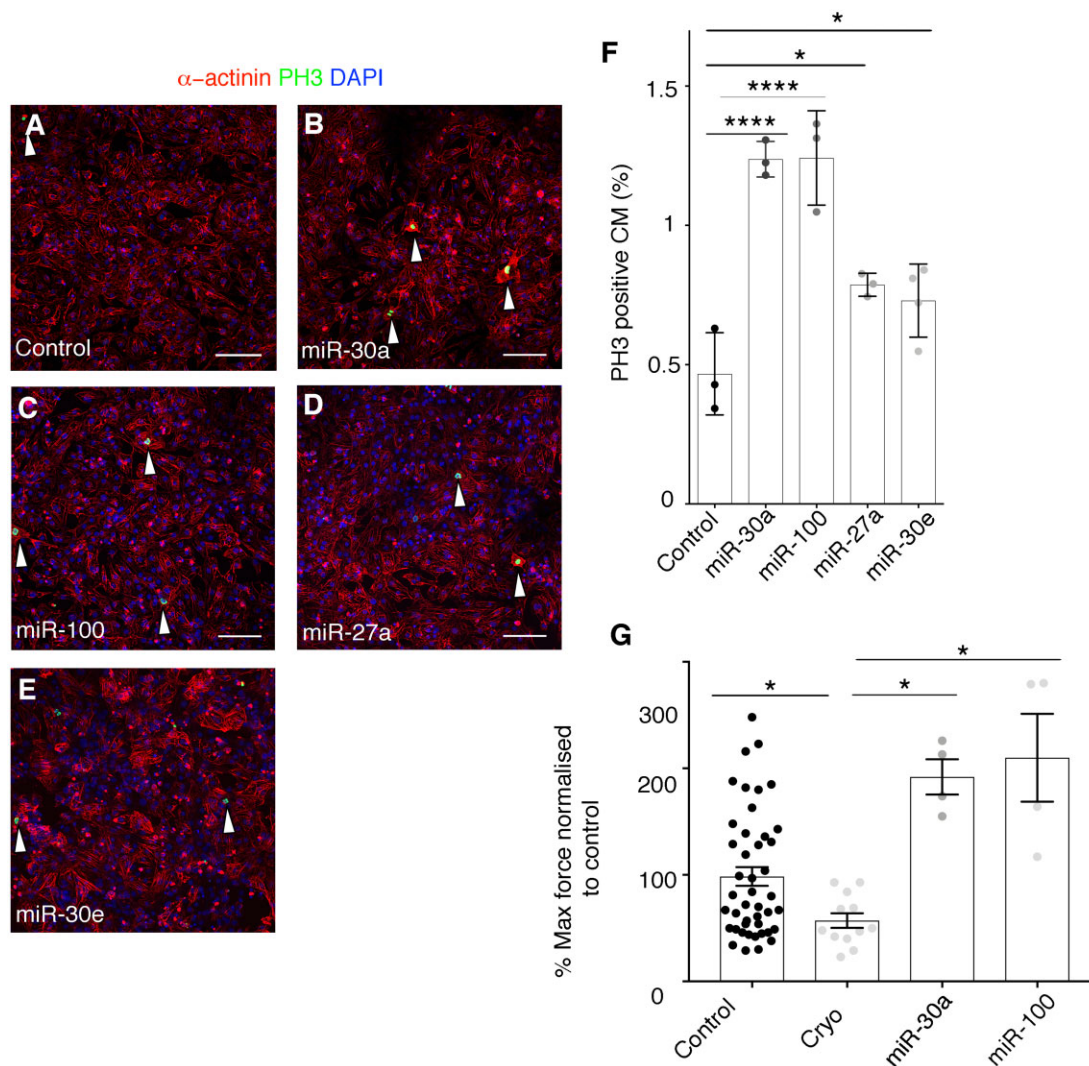 α-actinin PH3 DAPI
A
Control
B
miR-30a
C
miR-100
D
miR-27a
E
miR-30e
F
PH3 positive CM (%)
1.5
1
0.5
0
*
*
****
****
Control
miR-30a
miR-100
miR-27a
miR-30e
G
% Max force normalised
to control
300
200
100
0
*
*
*
Control
Cryo
miR-30a
miR-100